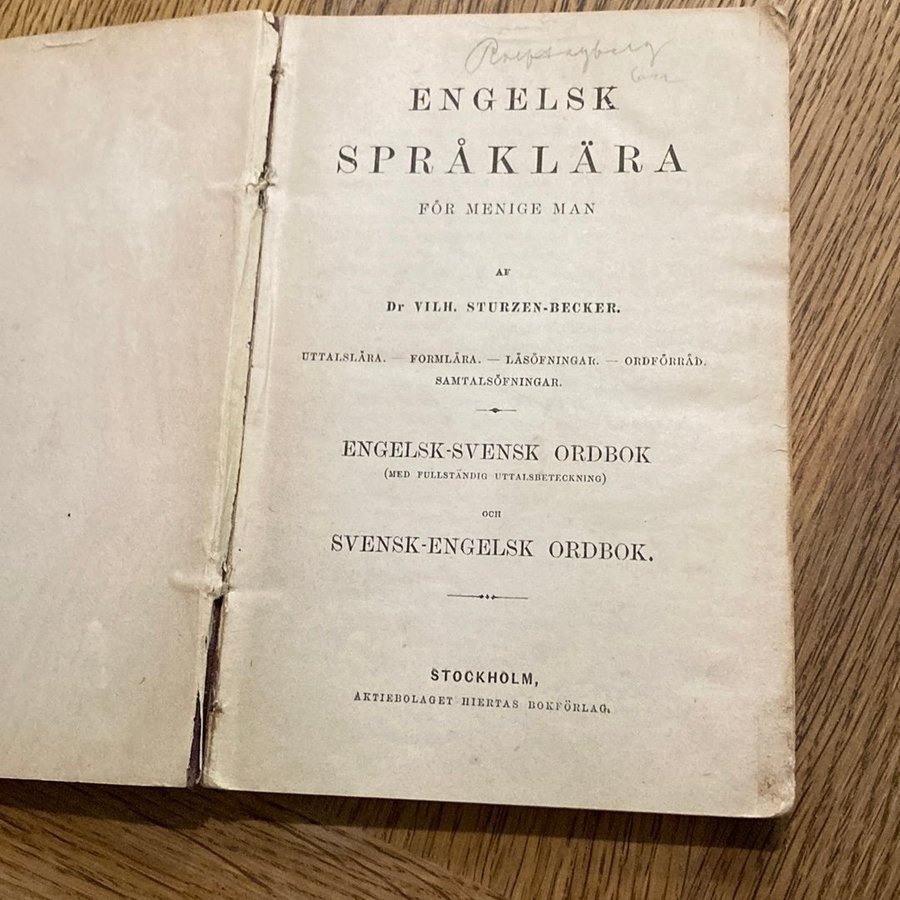 ENGELSK
SPRÅKLÄRA
FÖR MENIGE MAN
AF
Dr VILH. STURZEN-BECKER.
UTTALSLÄRA. — FORMLÄRA. — LÄSÖFNINGAR. — ORDFÖRRÅD.
SAMTALSÖFNINGAR.
ENGELSK-SVENSK ORDBOK
(MED FULLSTÄNDIG UTTALSBETECKNING)
OCH
SVENSK-ENGELSK ORDBOK.
STOCKHOLM,
AKTIEBOLAGET HIERTAS BOKFÖRLAG.